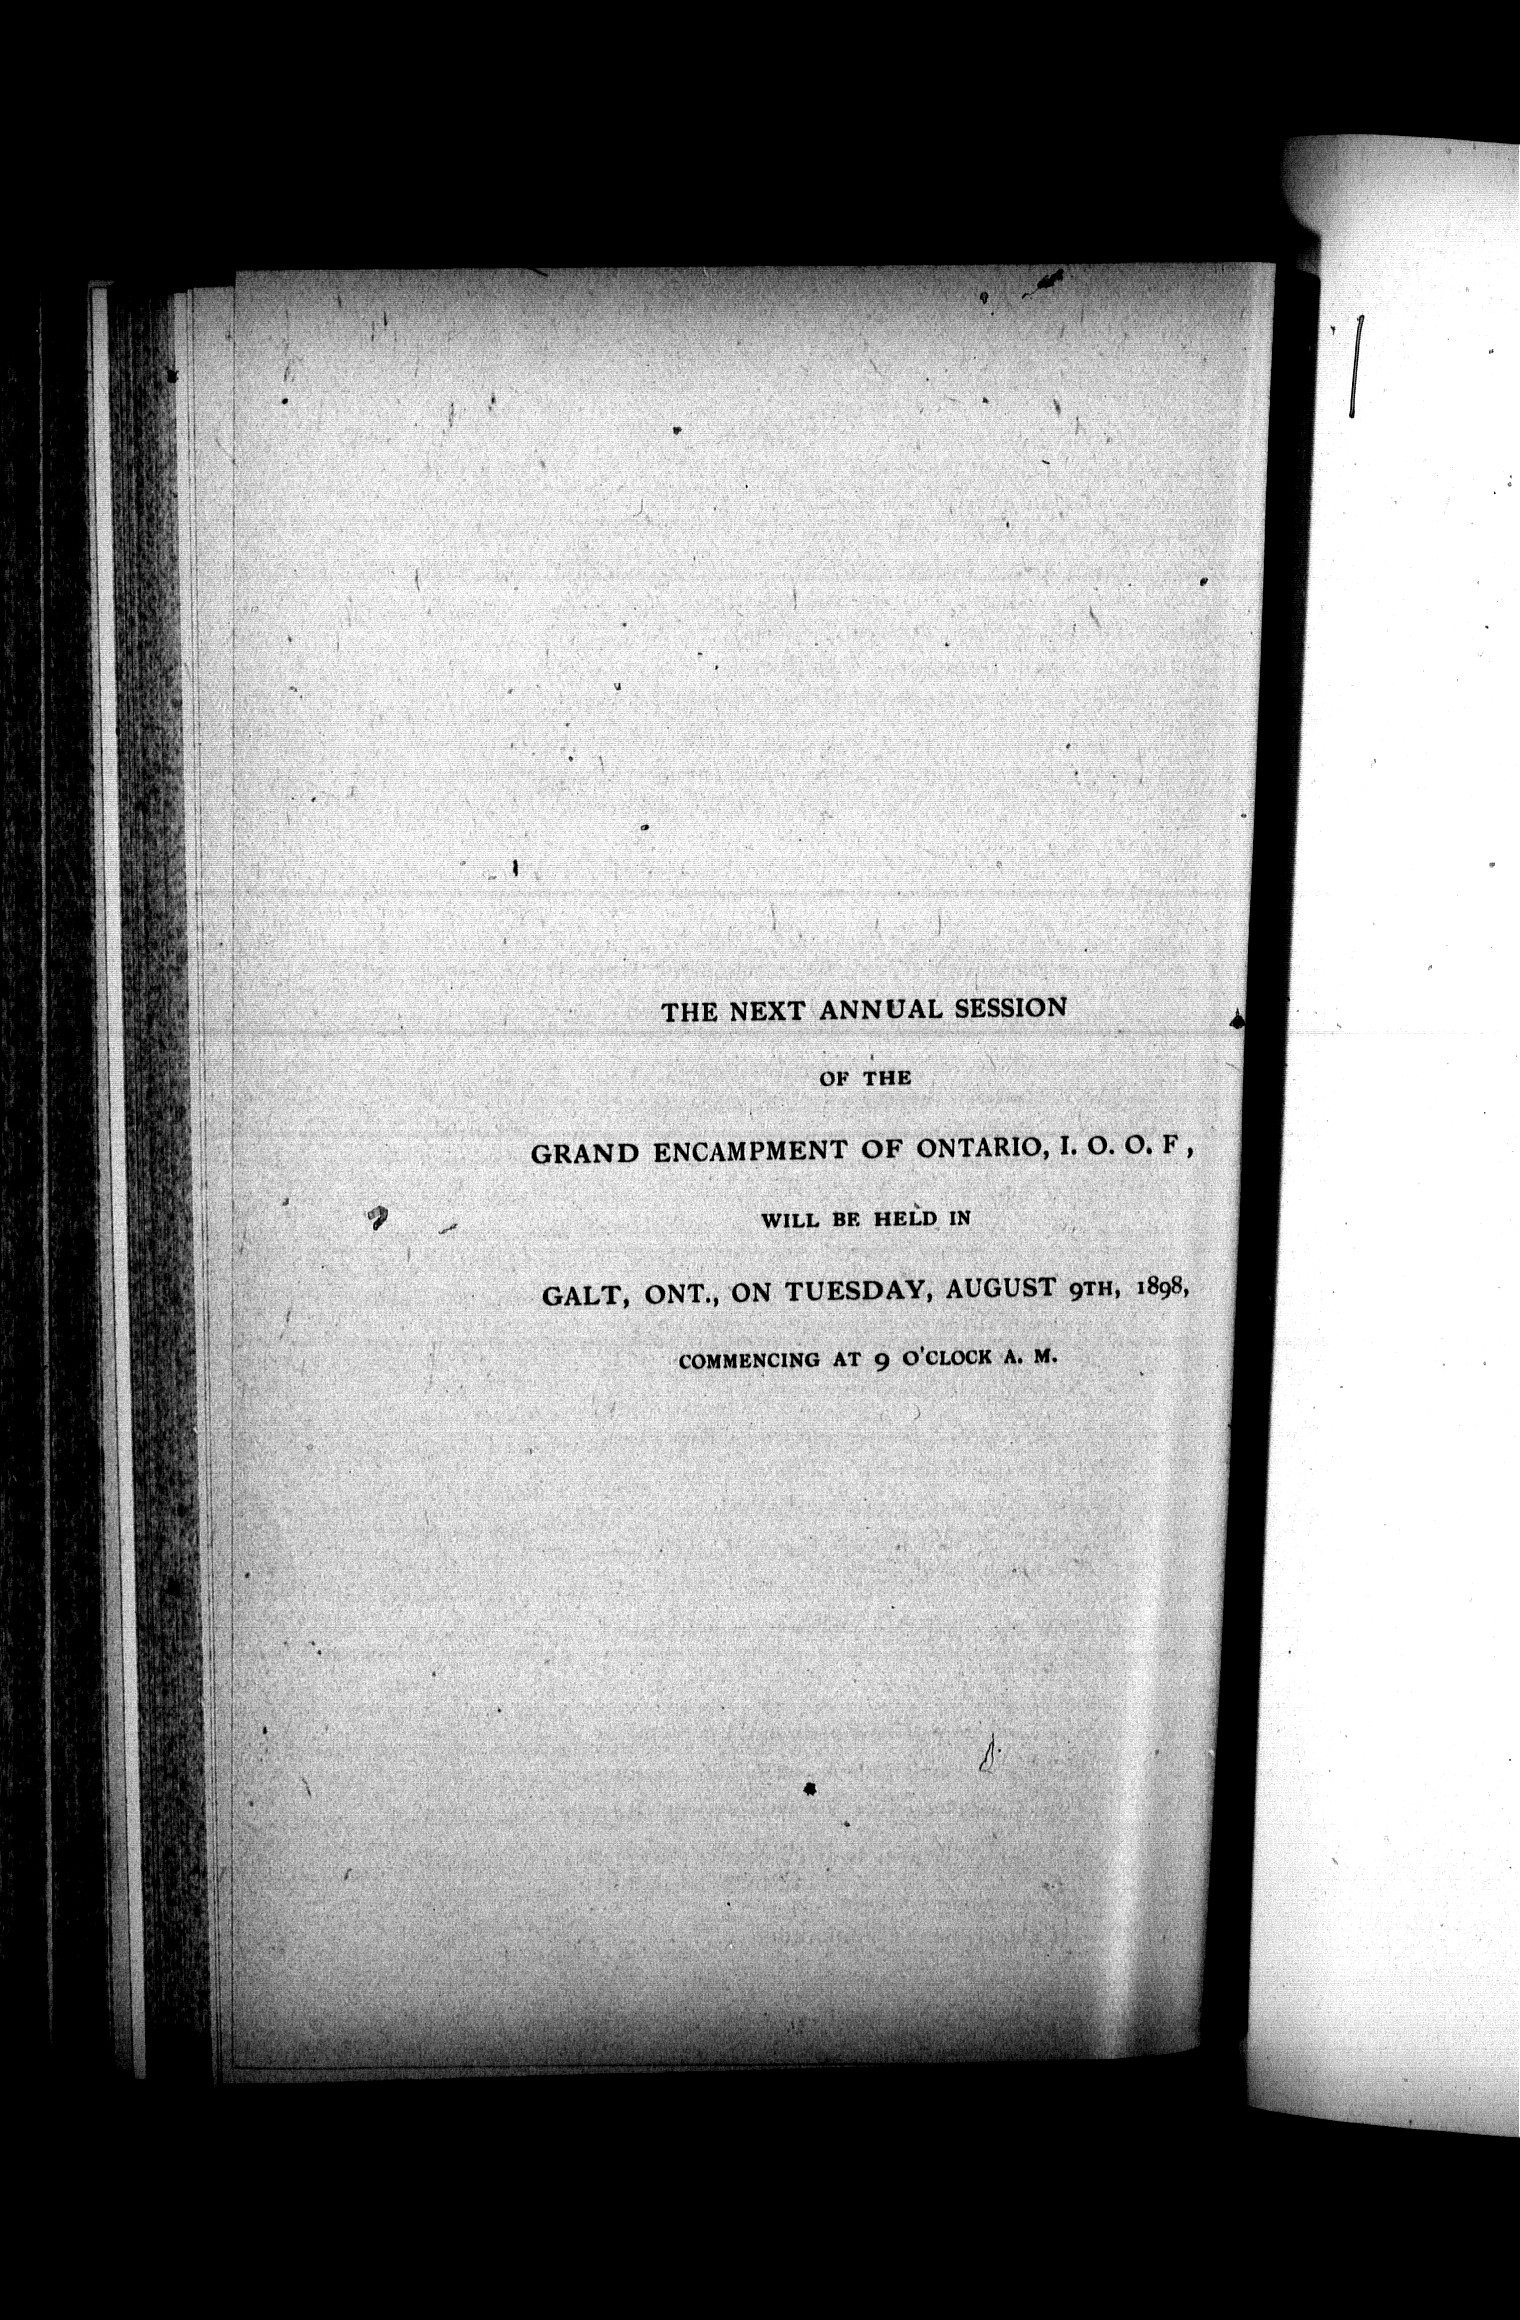 THE NEXT ANNUAL SESSION
OF THE
GRAND ENCAMPMENT OF ONTARIO, I. O. O. F,
WILL BE HELD IN
GALT, ONT., ON TUESDAY, AUGUST 9TH, 1898,
COMMENCING AT 9 O'CLOCK A. M.